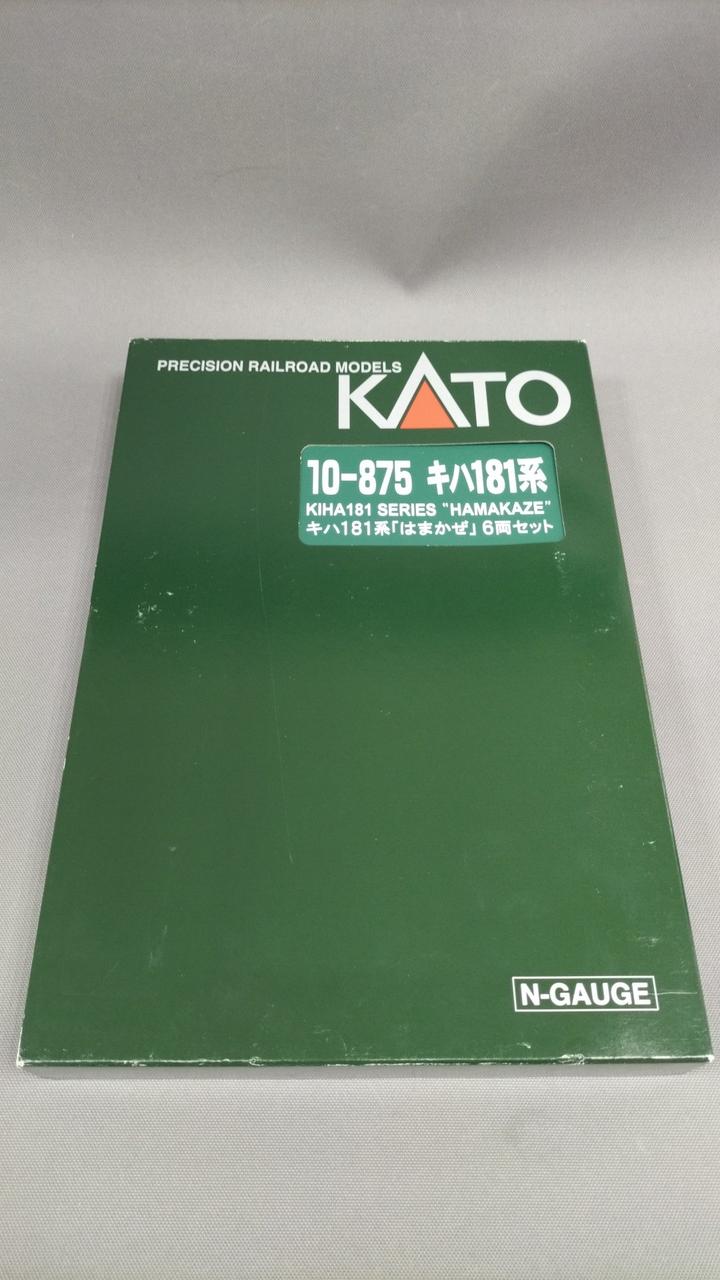 PRECISION RAILROAD MODELS
KATO
10-875 キハ181系
KIHA181 SERIES "HAMAKAZE"
キハ181系「はまかぜ」6両セット
N-GAUGE